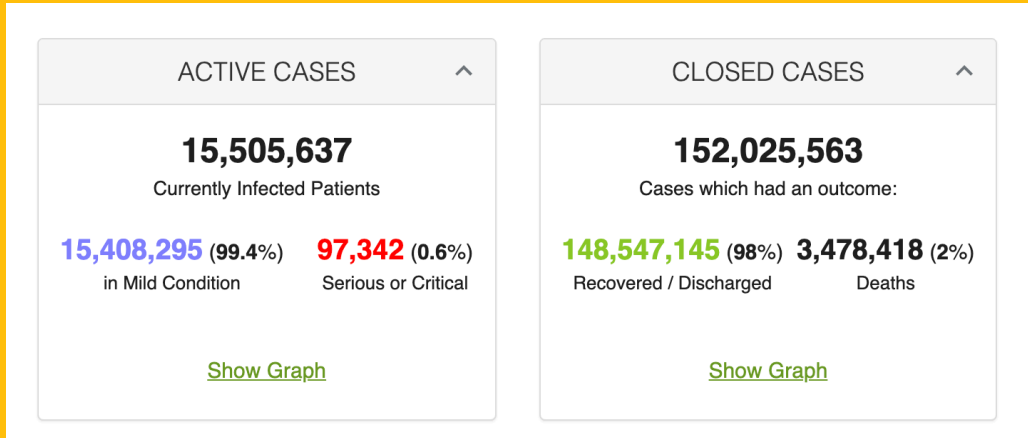 ACTIVE CASES
15,505,637
Currently Infected Patients
15,408,295 (99.4%) 97,342 (0.6%)
in Mild Condition Serious or Critical
Show Graph
CLOSED CASES
152,025,563
Cases which had an outcome:
148,547,145 (98%) 3,478,418 (2%)
Recovered / Discharged Deaths
Show Graph